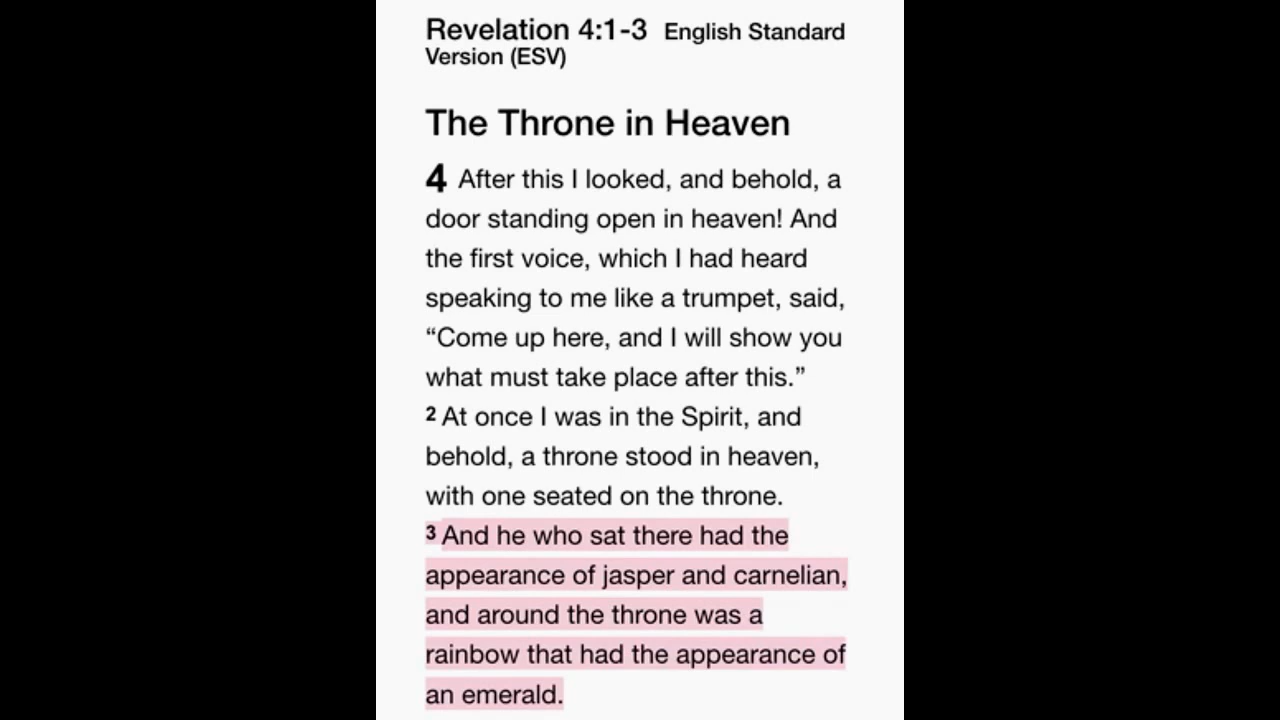 Revelation 4:1-3 English Standard
Version (ESV)
The Throne in Heaven
4 After this I looked, and behold, a
door standing open in heaven! And
the first voice, which I had heard
speaking to me like a trumpet, said,
“Come up here, and I will show you
what must take place after this.”
2 At once I was in the Spirit, and
behold, a throne stood in heaven,
with one seated on the throne.
3 And he who sat there had the
appearance of jasper and carnelian,
and around the throne was a
rainbow that had the appearance of
an emerald.